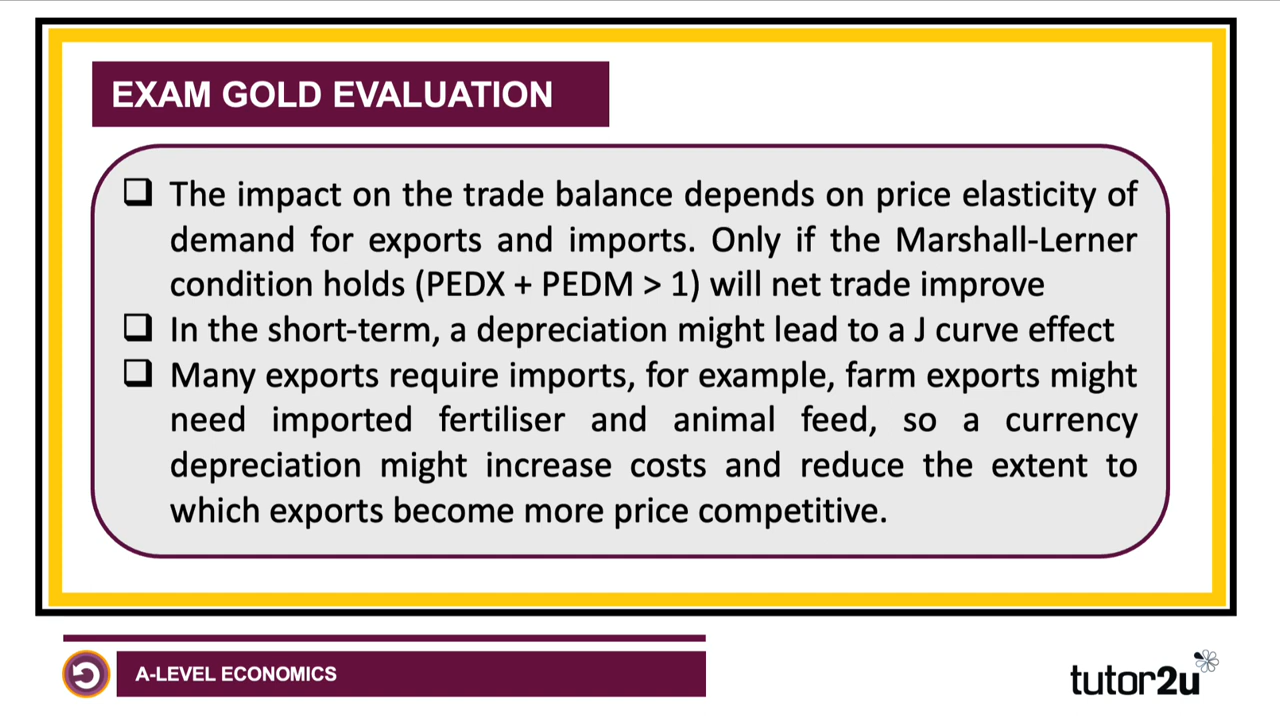 EXAM GOLD EVALUATION
❑ The impact on the trade balance depends on price elasticity of
demand for exports and imports. Only if the Marshall-Lerner
condition holds (PEDX + PEDM > 1) will net trade improve
❑ In the short-term, a depreciation might lead to a J curve effect
❑ Many exports require imports, for example, farm exports might
need imported fertiliser and animal feed, so a currency
depreciation might increase costs and reduce the extent to
which exports become more price competitive.
A-LEVEL ECONOMICS
tutor2u